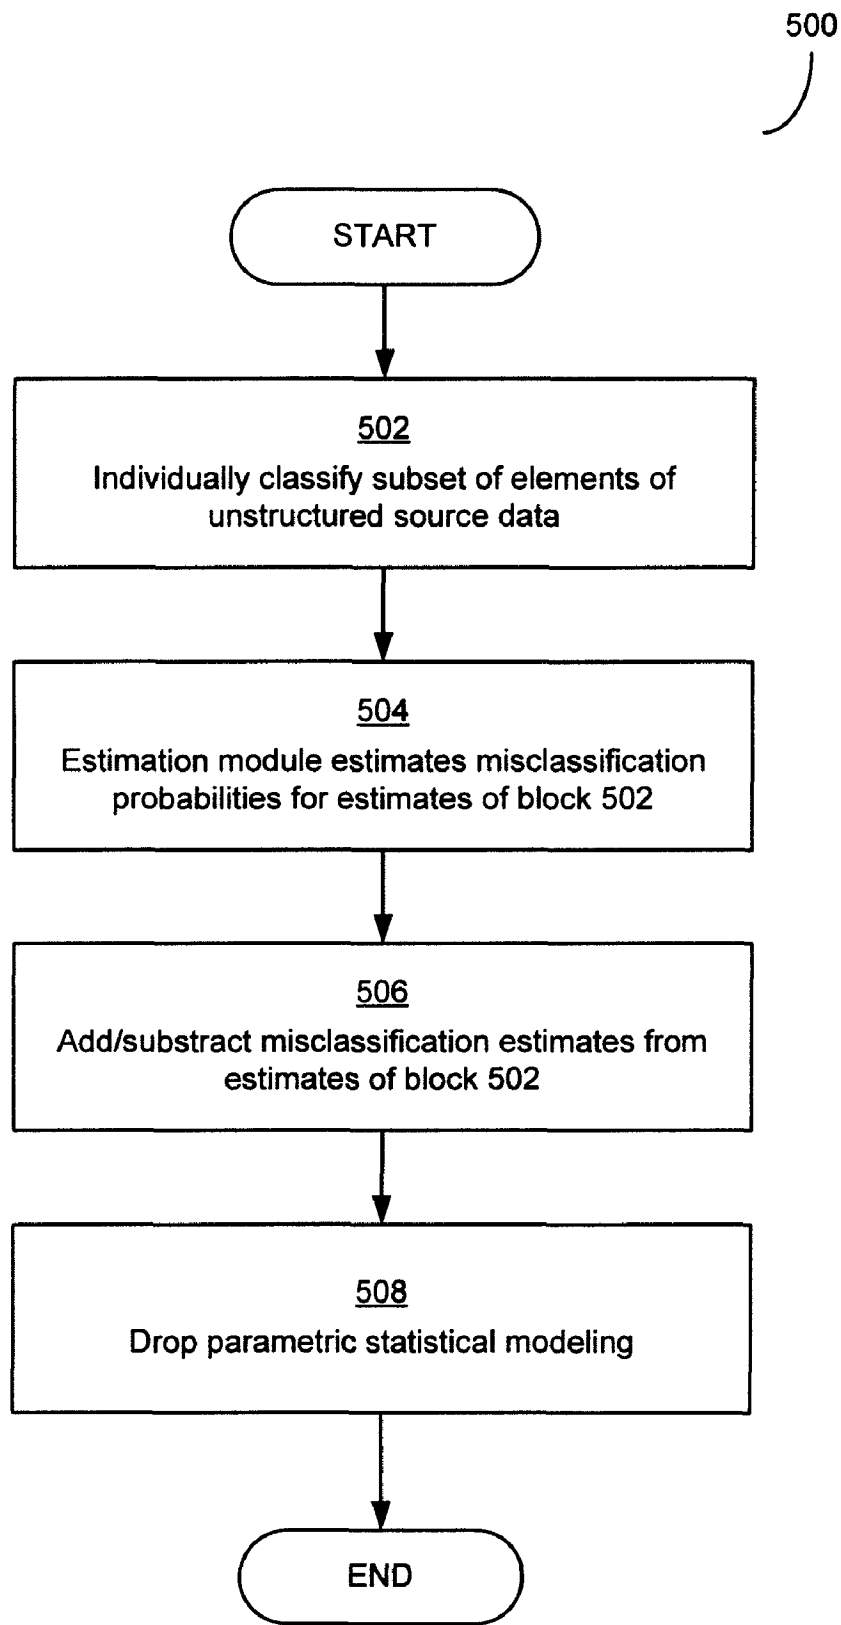 500
START
502
Individually classify subset of elements of
unstructured source data
504
Estimation module estimates misclassification
probabilities for estimates of block 502
506
Add/substract misclassification estimates from
estimates of block 502
508
Drop parametric statistical modeling
END